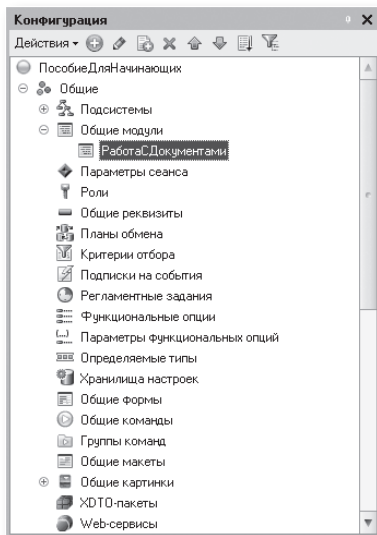 Конфигурация
Действия
ПособиеДляНачинающих
Общие
Подсистемы
Общие модули
РаботаСДокументами
Параметры сеанса
Роли
Общие реквизиты
Планы обмена
Критерии отбора
Подписки на события
Регламентные задания
Функциональные опции
Параметры функциональных опций
Определяемые типы
Хранилища настроек
Общие формы
Общие команды
Группы команд
Общие макеты
Общие картинки
XDTO-пакеты
Web-сервисы